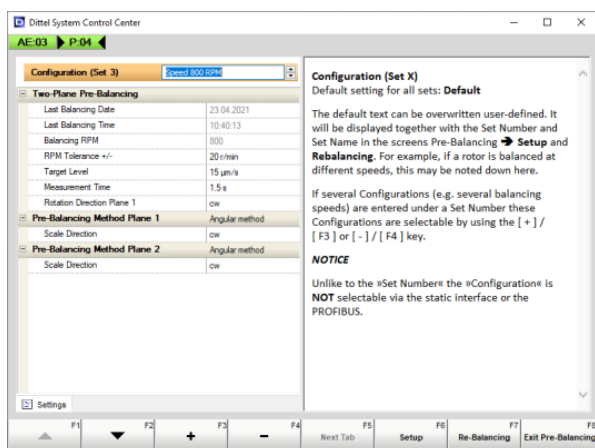 Dittel System Control Center
AE:03 P:04
Configuration (Set 3) Speed 800 RPM
Two-Plane Pre-Balancing
Last Balancing Date 23.04.2021
Last Balancing Time 10:40:13
Balancing RPM 800
RPM Tolerance +/- 20 r/min
Target Level 15 µm/s
Measurement Time 1.5 s
Rotation Direction Plane 1 cw
Pre-Balancing Method Plane 1 Angular method
Scale Direction cw
Pre-Balancing Method Plane 2 Angular method
Scale Direction cw
Settings
Configuration (Set X)
Default setting for all sets: Default
The default text can be overwritten user-defined. It
will be displayed together with the Set Number and
Set Name in the screens Pre-Balancing ➔ Setup and
Rebalancing. For example, if a rotor is balanced at
different speeds, this may be noted down here.
If several Configurations (e.g. several balancing
speeds) are entered under a Set Number these
Configurations are selectable by using the [ + ] /
[ F3 ] or [ - ] / [ F4 ] key.
NOTICE
Unlike to the »Set Number« the »Configuration« is
NOT selectable via the static interface or the
PROFIBUS.
F1 F2 F3 F4 F5 F6 F7 F8
+ - Next Tab Setup Re-Balancing Exit Pre-Balancing